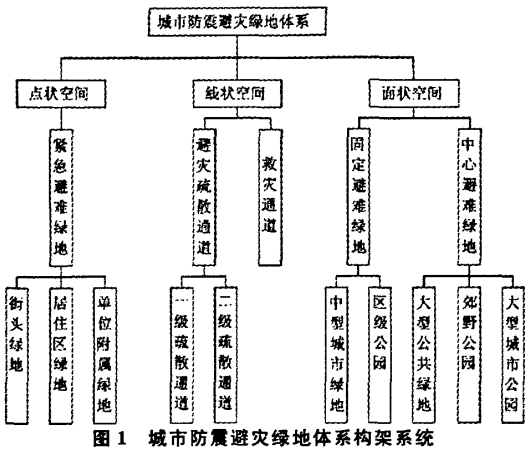 城市防震避灾绿地体系
点状空间
线状空间
面状空间
紧急避难绿地
避灾疏散通道
救灾通道
固定避难绿地
中心避难绿地
街头绿地
居住区绿地
单位附属绿地
一级疏散通道
二级疏散通道
中型城市绿地
区级公园
大型公共绿地
郊野公园
大型城市公园
图1 城市防震避灾绿地体系构架系统